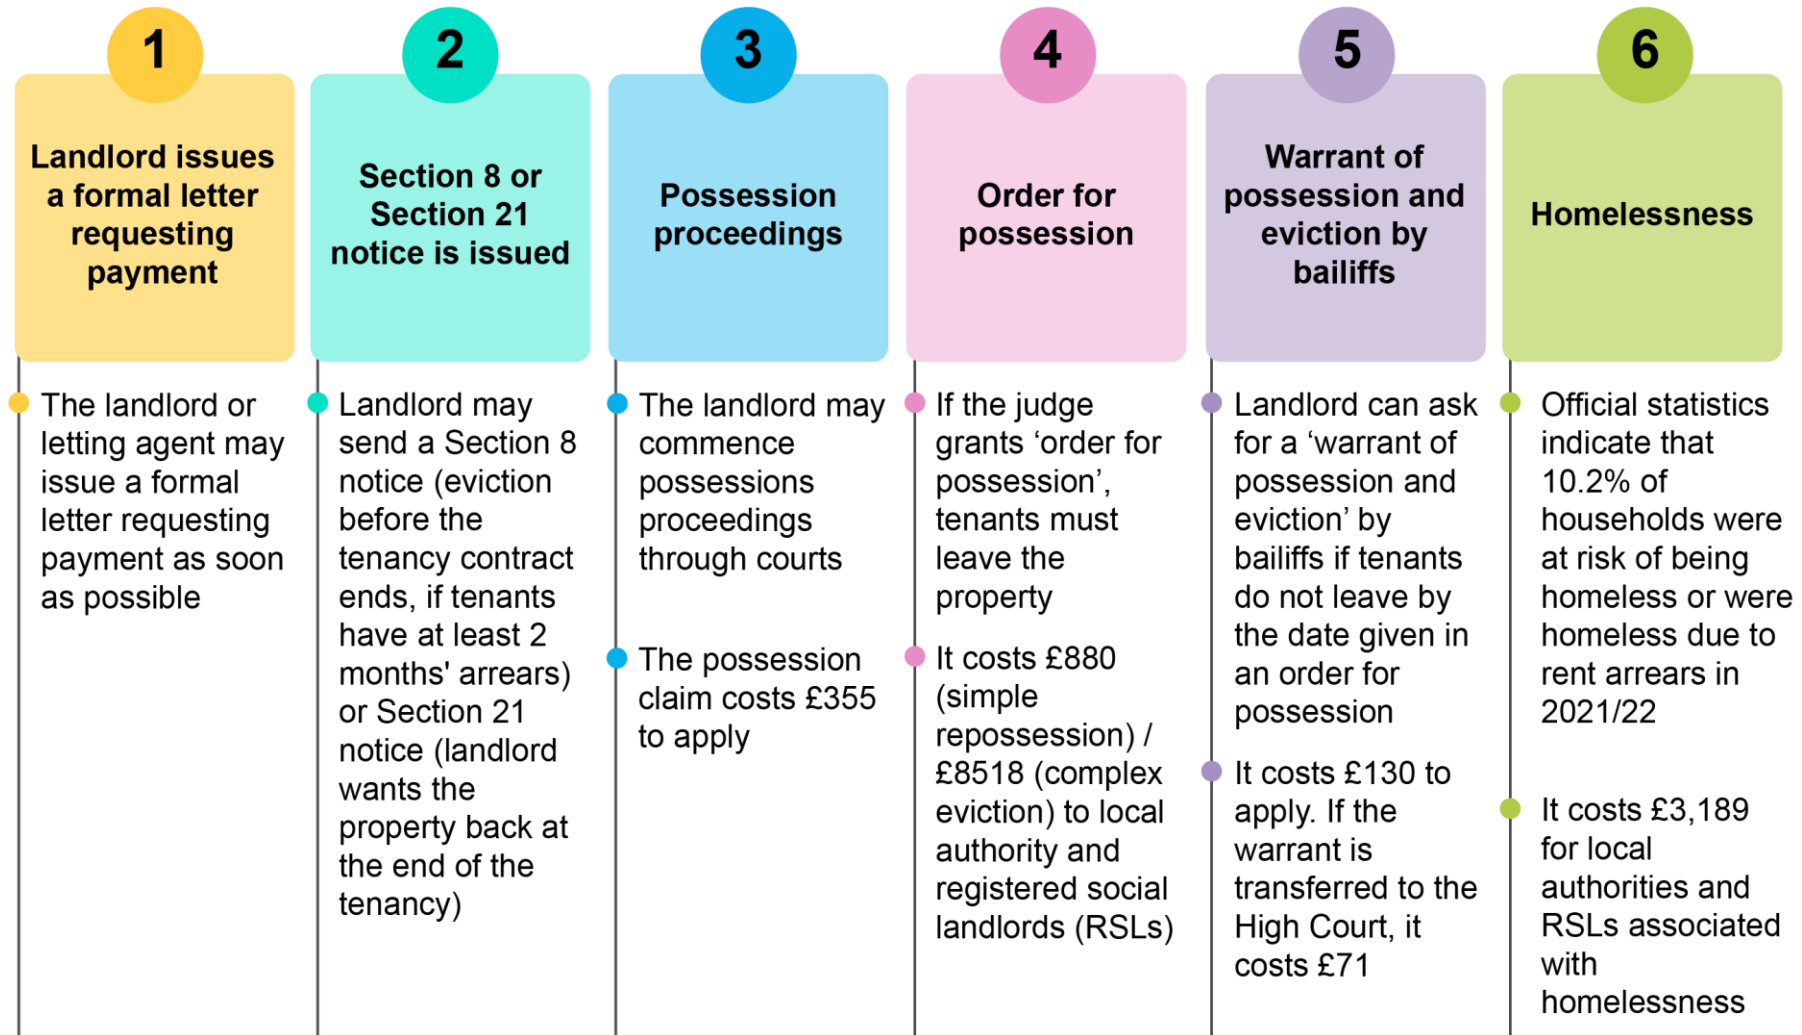 1
Landlord issues
a formal letter
requesting
payment
The landlord or
letting agent may
issue a formal
letter requesting
payment as soon
as possible
2
Section 8 or
Section 21
notice is issued
Landlord may
send a Section 8
notice (eviction
before the
tenancy contract
ends, if tenants
have at least 2
months' arrears)
or Section 21
notice (landlord
wants the
property back at
the end of the
tenancy)
3
Possession
proceedings
The landlord may
commence
possessions
proceedings
through courts
The possession
claim costs £355
to apply
4
Order for
possession
If the judge
grants ‘order for
possession’,
tenants must
leave the
property
It costs £880
(simple
repossession) /
£8518 (complex
eviction) to local
authority and
registered social
landlords (RSLs)
5
Warrant of
possession and
eviction by
bailiffs
Landlord can ask
for a ‘warrant of
possession and
eviction’ by
bailiffs if tenants
do not leave by
the date given in
an order for
possession
It costs £130 to
apply. If the
warrant is
transferred to the
High Court, it
costs £71
6
Homelessness
Official statistics
indicate that
10.2% of
households were
at risk of being
homeless or were
homeless due to
rent arrears in
2021/22
It costs £3,189
for local
authorities and
RSLs associated
with
homelessness